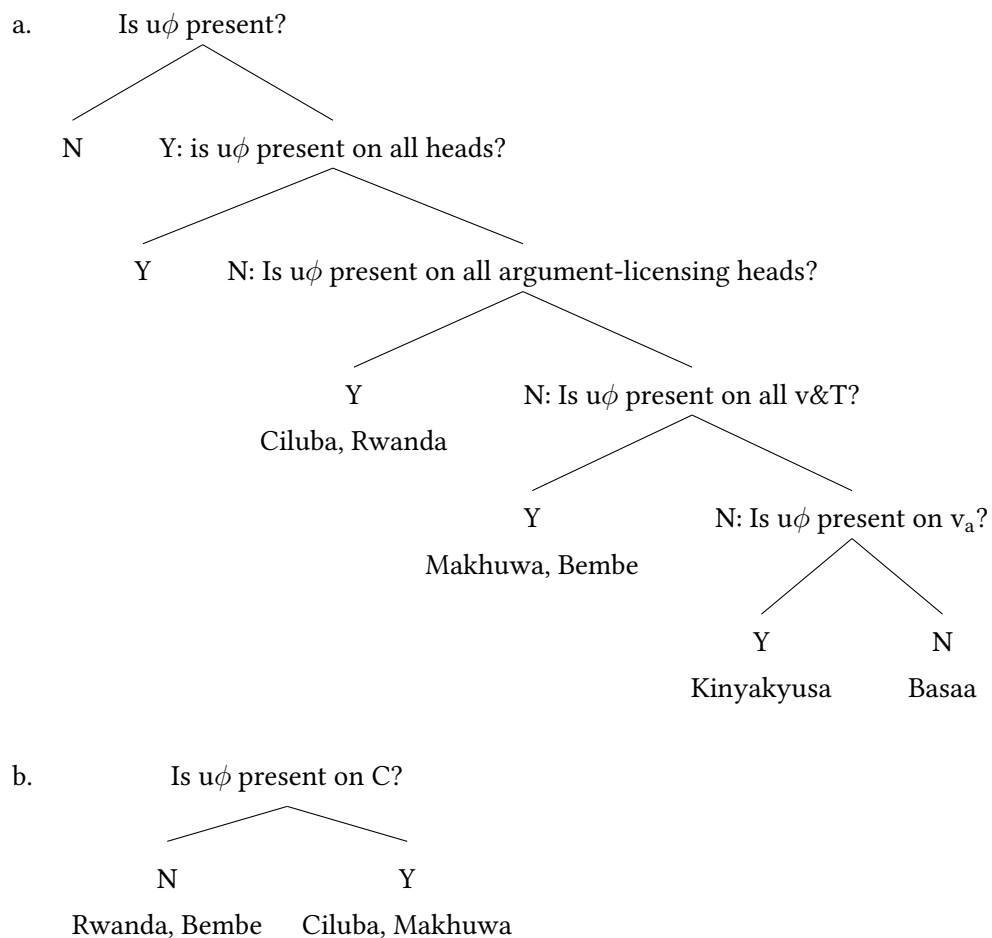 a. Is uϕ present?
N Y: is uϕ present on all heads?
Y N: Is uϕ present on all argument-licensing heads?
Y N: Is uϕ present on all v&T?
Ciluba, Rwanda
Y N: Is uϕ present on vₐ?
Makhuwa, Bembe
Y N
Kinyakyusa Basaa
b. Is uϕ present on C?
N Y
Rwanda, Bembe Ciluba, Makhuwa